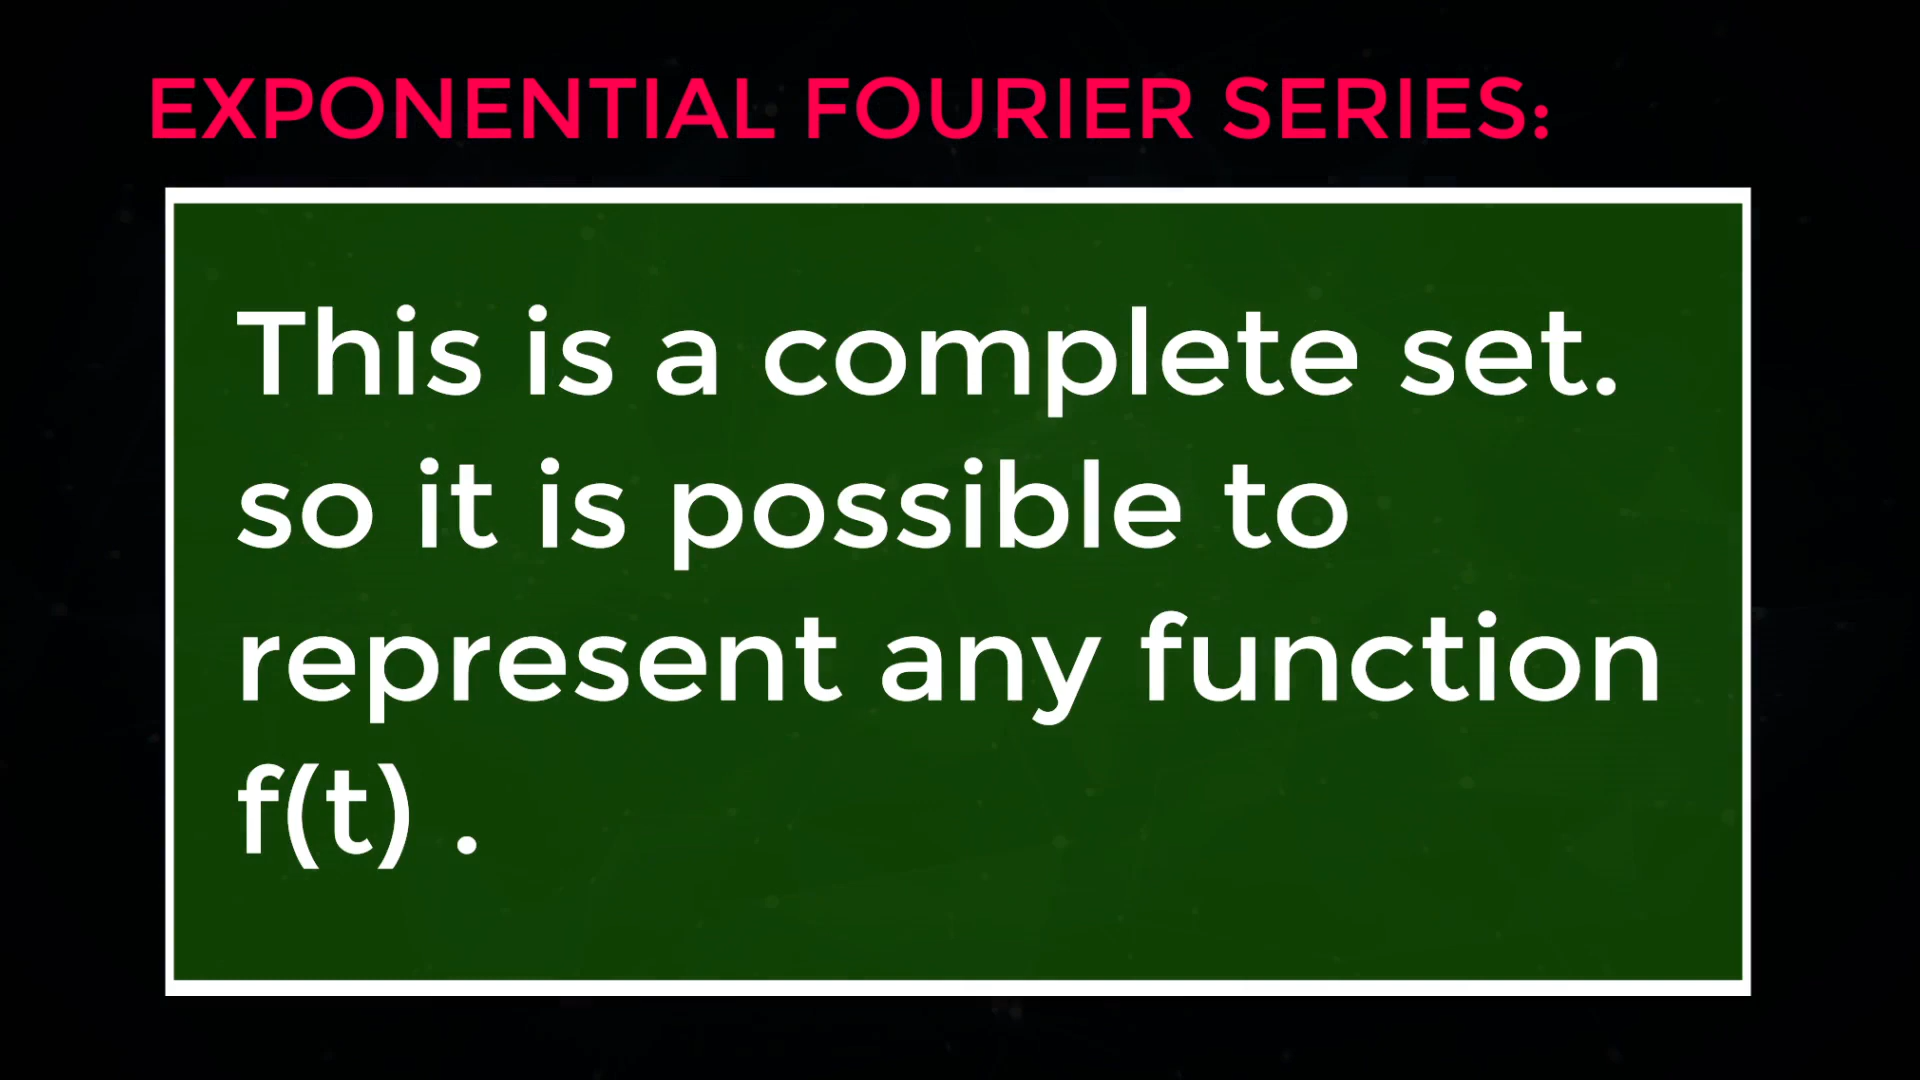 EXPONENTIAL FOURIER SERIES:
This is a complete set.
so it is possible to
represent any function
f(t) .